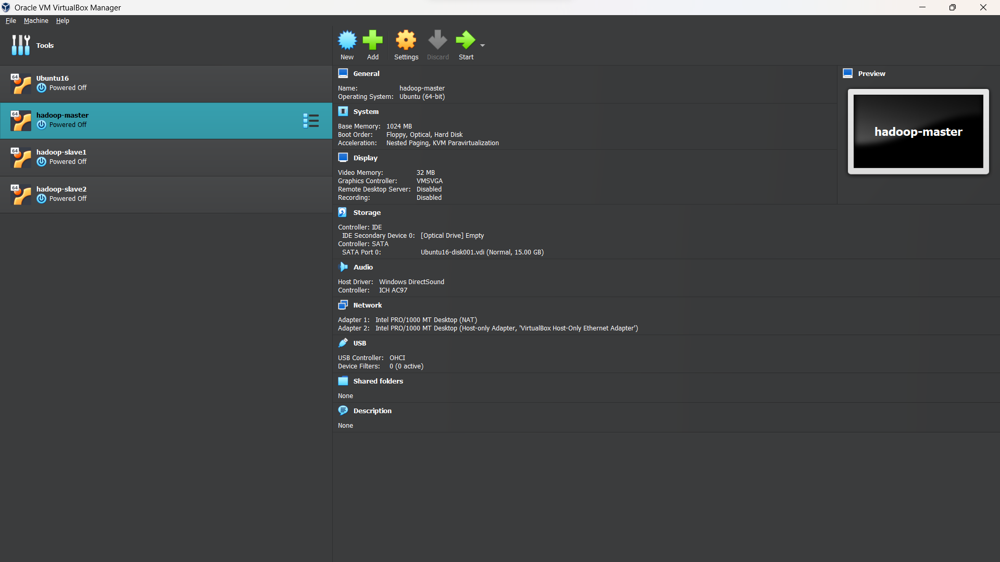 Oracle VM VirtualBox Manager
File Machine Help
Tools
New Add Settings Discard Start
64
Ubuntu16
Powered Off
64
hadoop-master
Powered Off
64
hadoop-slave1
Powered Off
64
hadoop-slave2
Powered Off
General
Name: hadoop-master
Operating System: Ubuntu (64-bit)
System
Base Memory: 1024 MB
Boot Order: Floppy, Optical, Hard Disk
Acceleration: Nested Paging, KVM Paravirtualization
Display
Video Memory: 32 MB
Graphics Controller: VMSVGA
Remote Desktop Server: Disabled
Recording: Disabled
Storage
Controller: IDE
IDE Secondary Device 0: [Optical Drive] Empty
Controller: SATA
SATA Port 0: Ubuntu16-disk001.vdi (Normal, 15.00 GB)
Audio
Host Driver: Windows DirectSound
Controller: ICH AC97
Network
Adapter 1: Intel PRO/1000 MT Desktop (NAT)
Adapter 2: Intel PRO/1000 MT Desktop (Host-only Adapter, 'VirtualBox Host-Only Ethernet Adapter')
USB
USB Controller: OHCI
Device Filters: 0 (0 active)
Shared folders
None
Description
None
Preview
hadoop-master